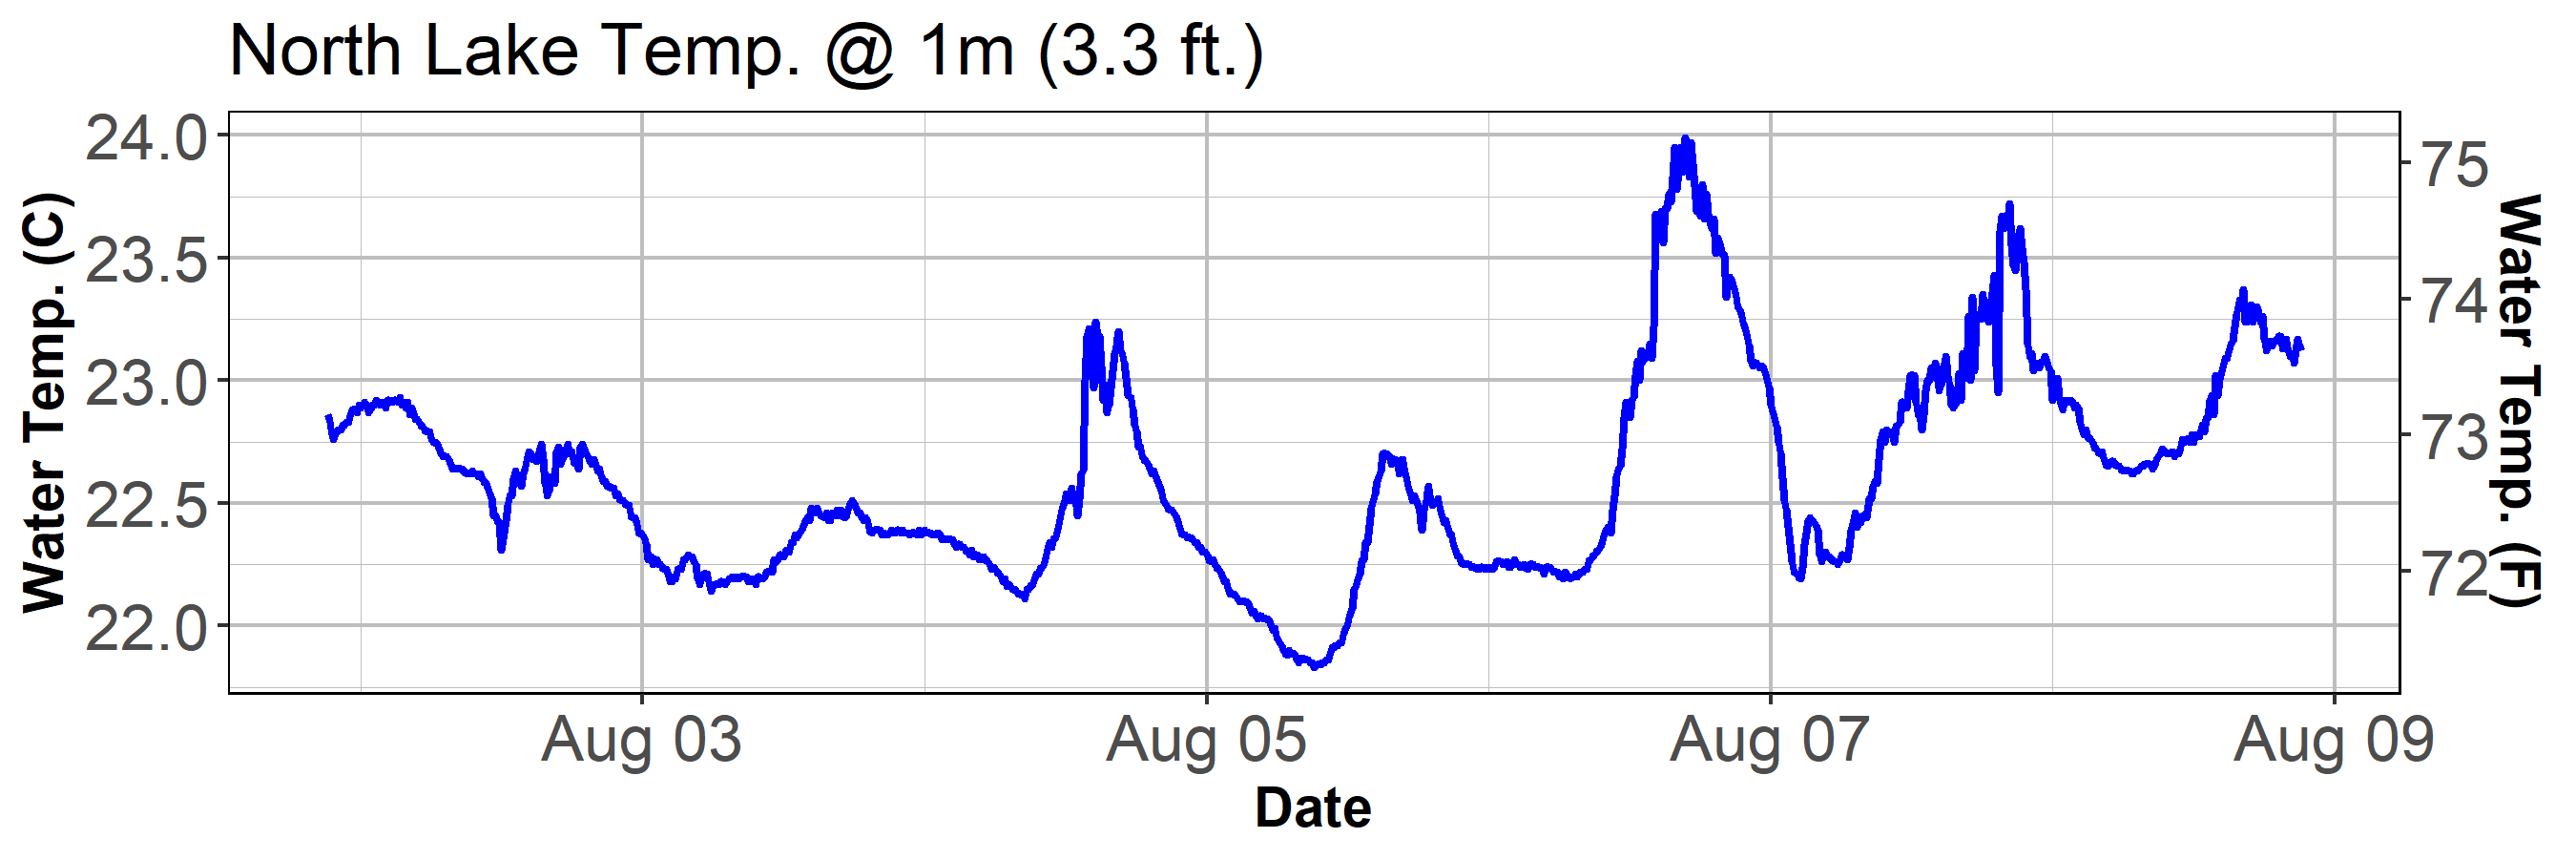 North Lake Temp. @ 1m (3.3 ft.)
Water Temp. (C)
24.0
23.5
23.0
22.5
22.0
75
74
73
72
Water Temp. (F)
Aug 03 Aug 05 Aug 07 Aug 09
Date